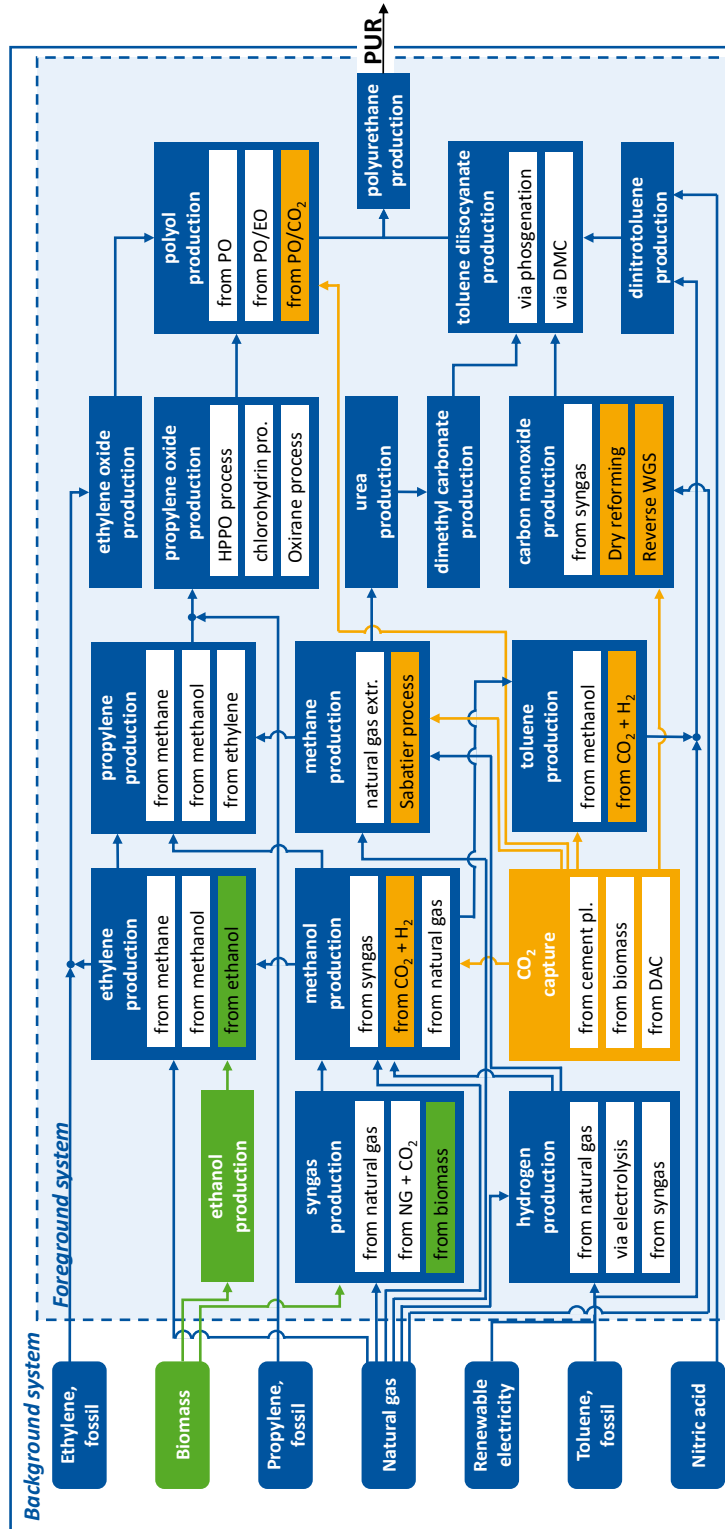 Background system
Foreground system
Ethylene,
fossil
Biomass
Propylene,
fossil
Natural gas
Renewable
electricity
Toluene,
fossil
Nitric acid
ethanol
production
syngas
production
from natural gas
from NG + CO₂
from biomass
hydrogen
production
from natural gas
via electrolysis
from syngas
ethylene
production
from methane
from methanol
from ethanol
methanol
production
from syngas
from CO₂ + H₂
from natural gas
CO₂
capture
from cement pl.
from biomass
from DAC
propylene
production
from methane
from methanol
from ethylene
methane
production
natural gas extr.
Sabatier process
toluene
production
from methanol
from CO₂ + H₂
ethylene oxide
production
propylene oxide
production
HPPO process
chlorohydrin pro.
Oxirane process
urea
production
dimethyl carbonate
production
carbon monoxide
production
from syngas
Dry reforming
Reverse WGS
polyol
production
from PO
from PO/EO
from PO/CO₂
toluene diisocyanate
production
via phosgenation
via DMC
dinitrotoluene
production
polyurethane
production
PUR